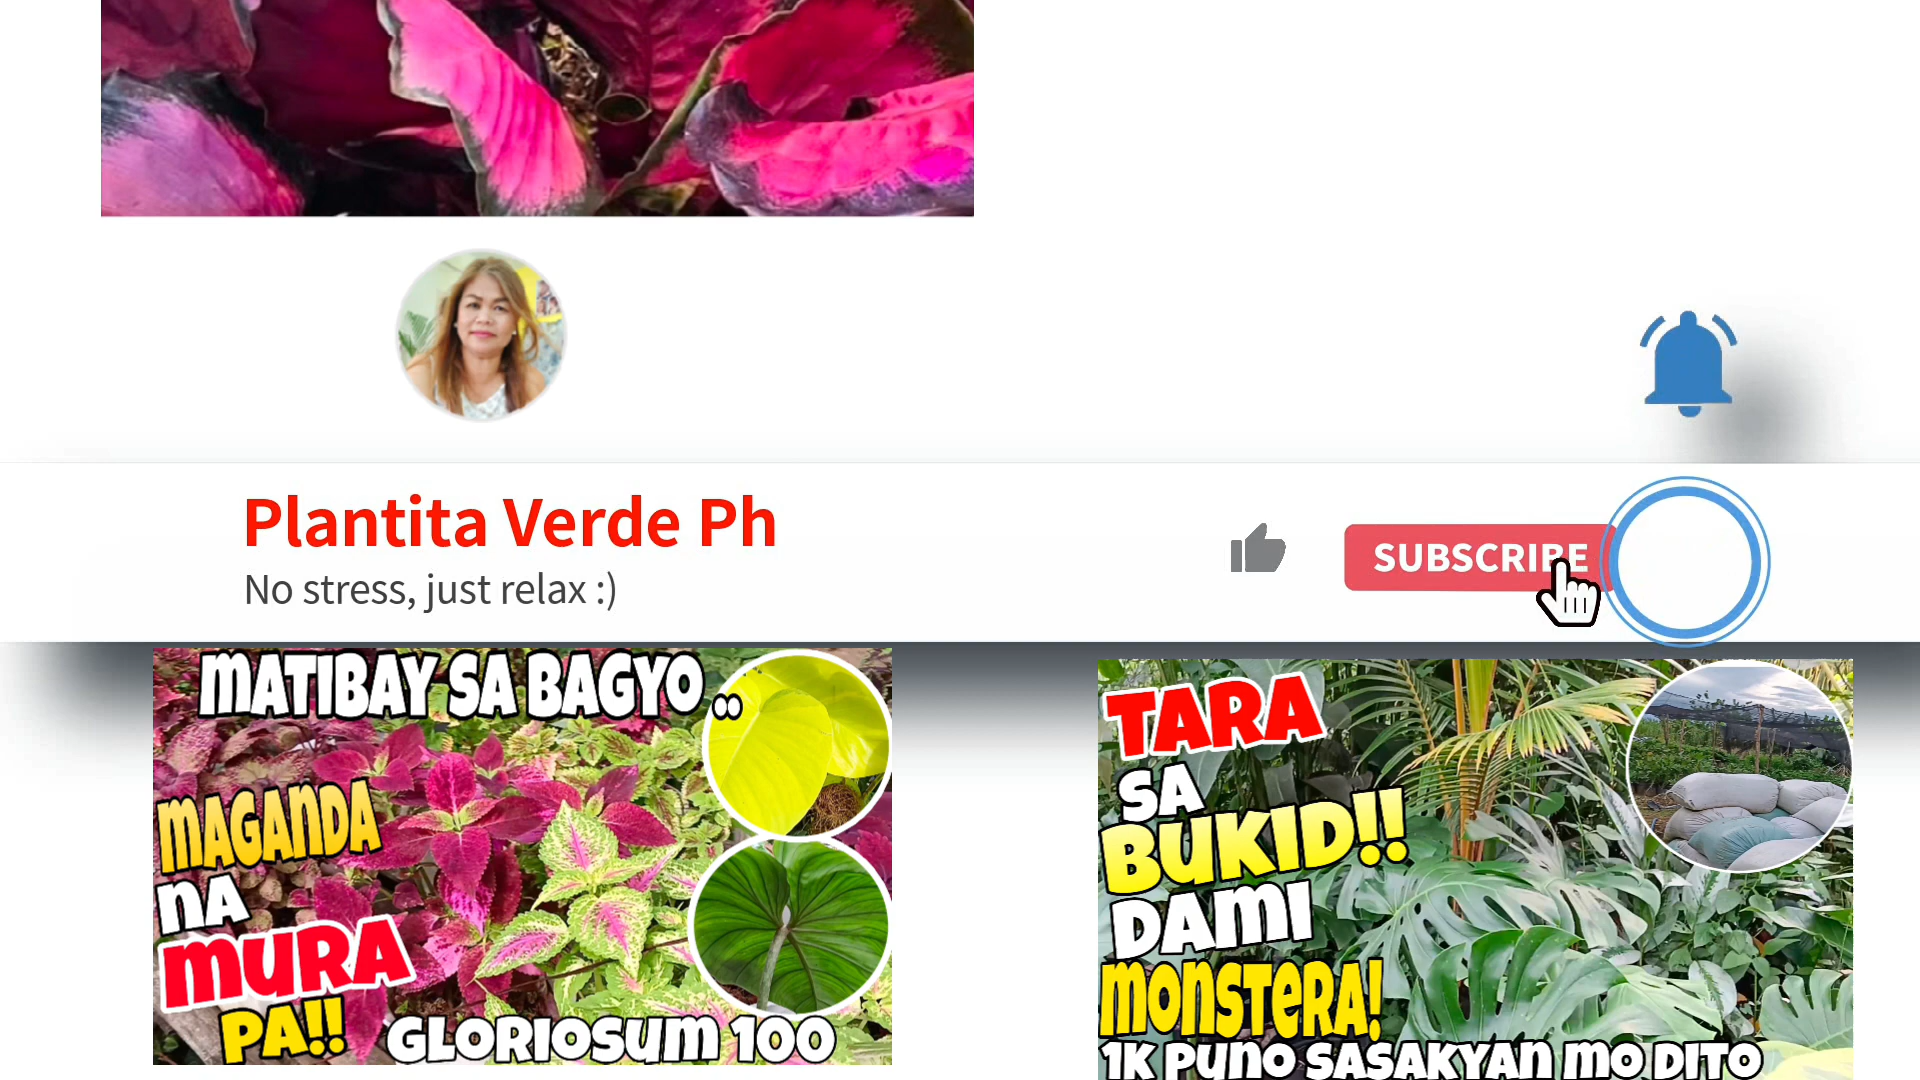 Plantita Verde Ph
No stress, just relax :)
SUBSCRIBE
MATIBAY SA BAGYO ..
MAGANDA
NA
MURA
PA!!
GLORIOSUM 100
TARA
SA
BUKID!!
DAMI
MONSTERA!
1K PUNO SASAKYAN MO DITO